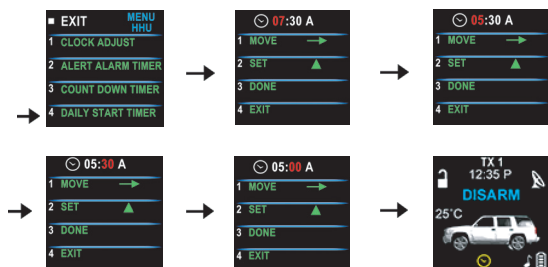 EXIT MENU
HHU
1 CLOCK ADJUST
2 ALERT ALARM TIMER
3 COUNT DOWN TIMER
4 DAILY START TIMER
07:30 A
1 MOVE
2 SET
3 DONE
4 EXIT
05:30 A
1 MOVE
2 SET
3 DONE
4 EXIT
05:30 A
1 MOVE
2 SET
3 DONE
4 EXIT
05:00 A
1 MOVE
2 SET
3 DONE
4 EXIT
TX 1
12:35 P
DISARM
25°C